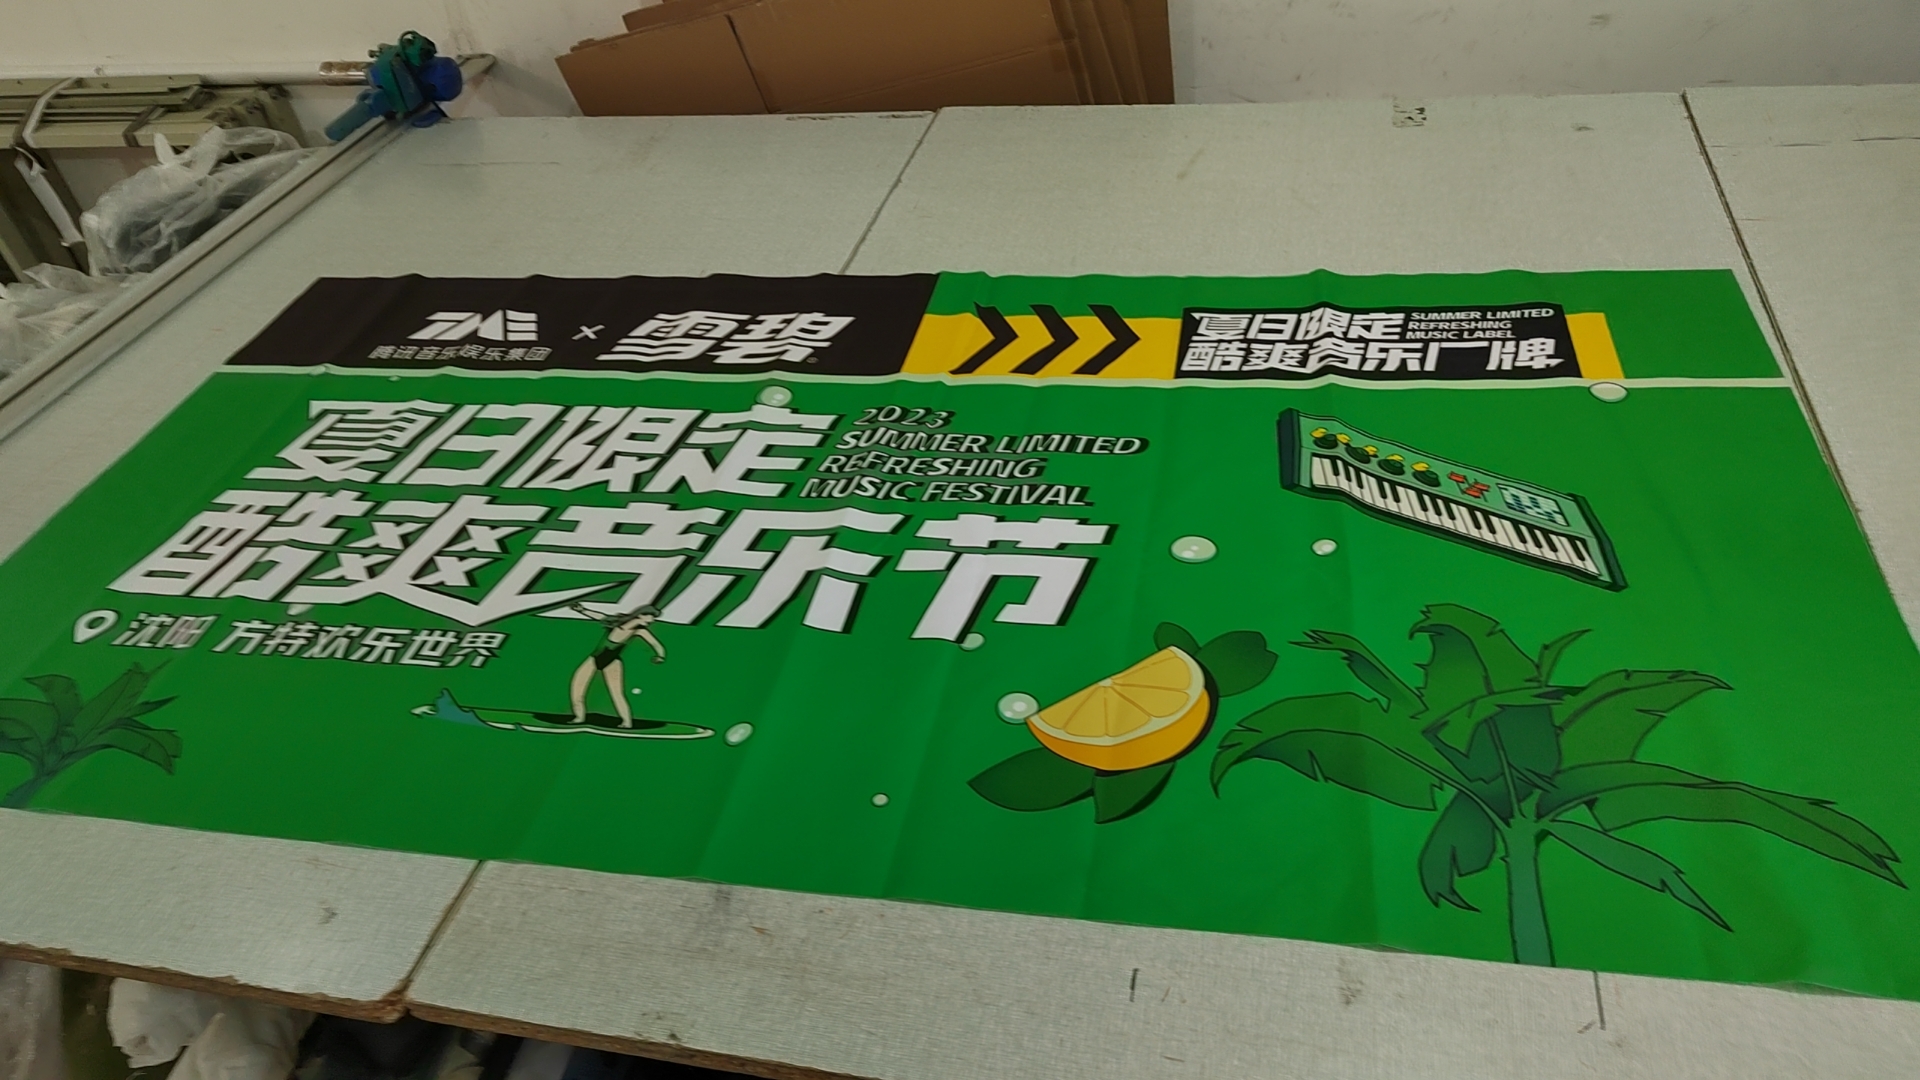 TME
腾讯音乐娱乐集团
×
雪碧
夏日限定
酷爽音乐厂牌
SUMMER LIMITED
REFRESHING
MUSIC LABEL
夏日限定
酷爽音乐节
2023
SUMMER LIMITED
REFRESHING
MUSIC FESTIVAL
沈阳 方特欢乐世界